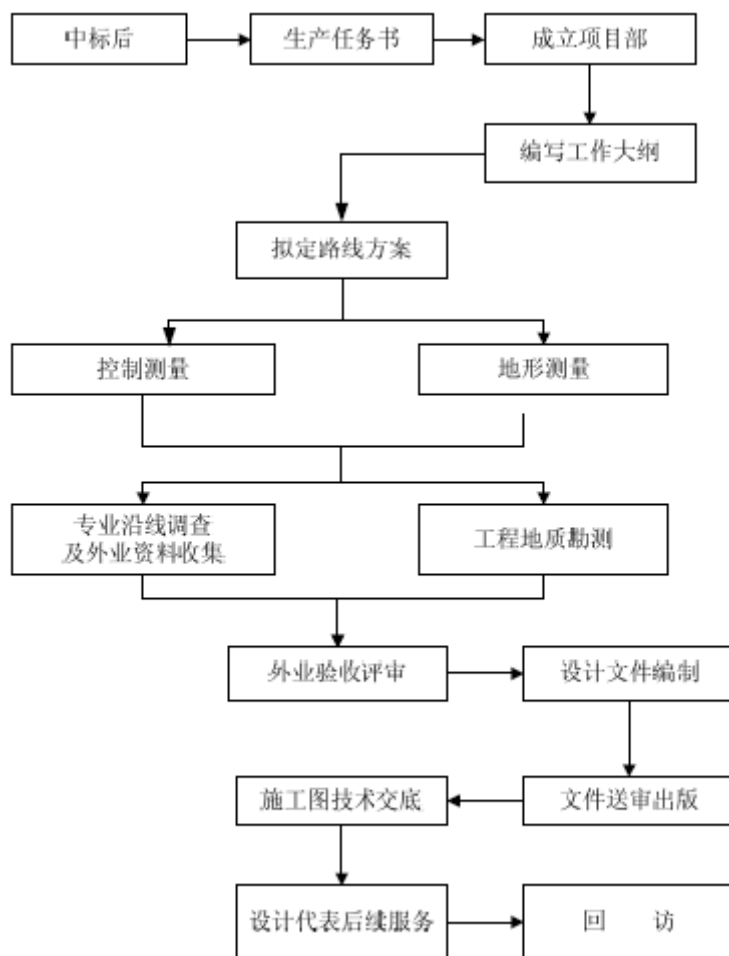 中标后
生产任务书
成立项目部
编写工作大纲
拟定路线方案
控制测量
地形测量
专业沿线调查
及外业资料收集
工程地质勘测
外业验收评审
设计文件编制
施工图技术交底
文件送审出版
设计代表后续服务
回 访